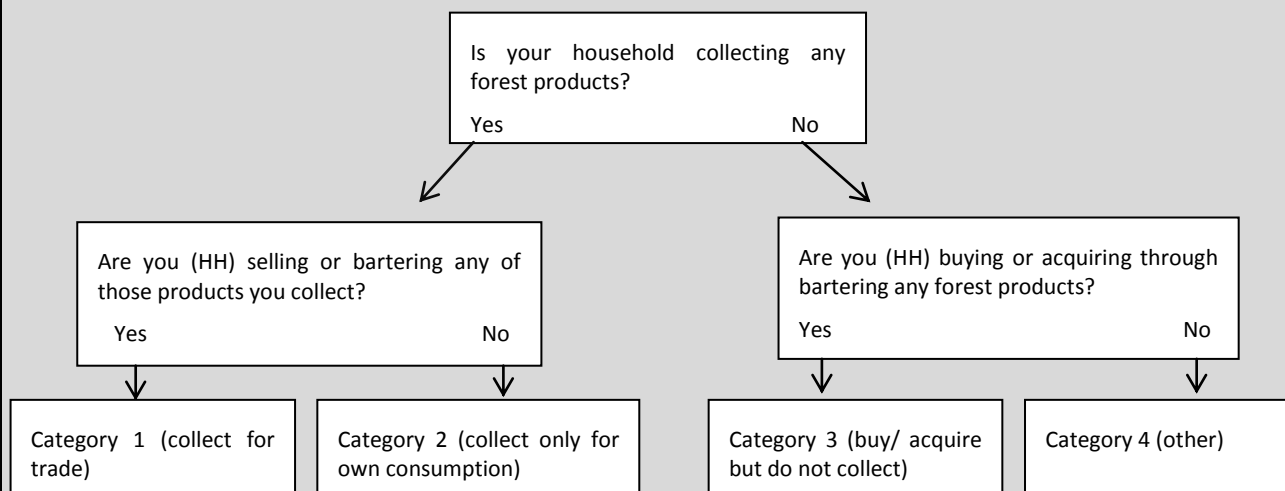 Is your household collecting any
forest products?
Yes No
Are you (HH) selling or bartering any of
those products you collect?
Yes No
Are you (HH) buying or acquiring through
bartering any forest products?
Yes No
Category 1 (collect for
trade)
Category 2 (collect only for
own consumption)
Category 3 (buy/ acquire
but do not collect)
Category 4 (other)